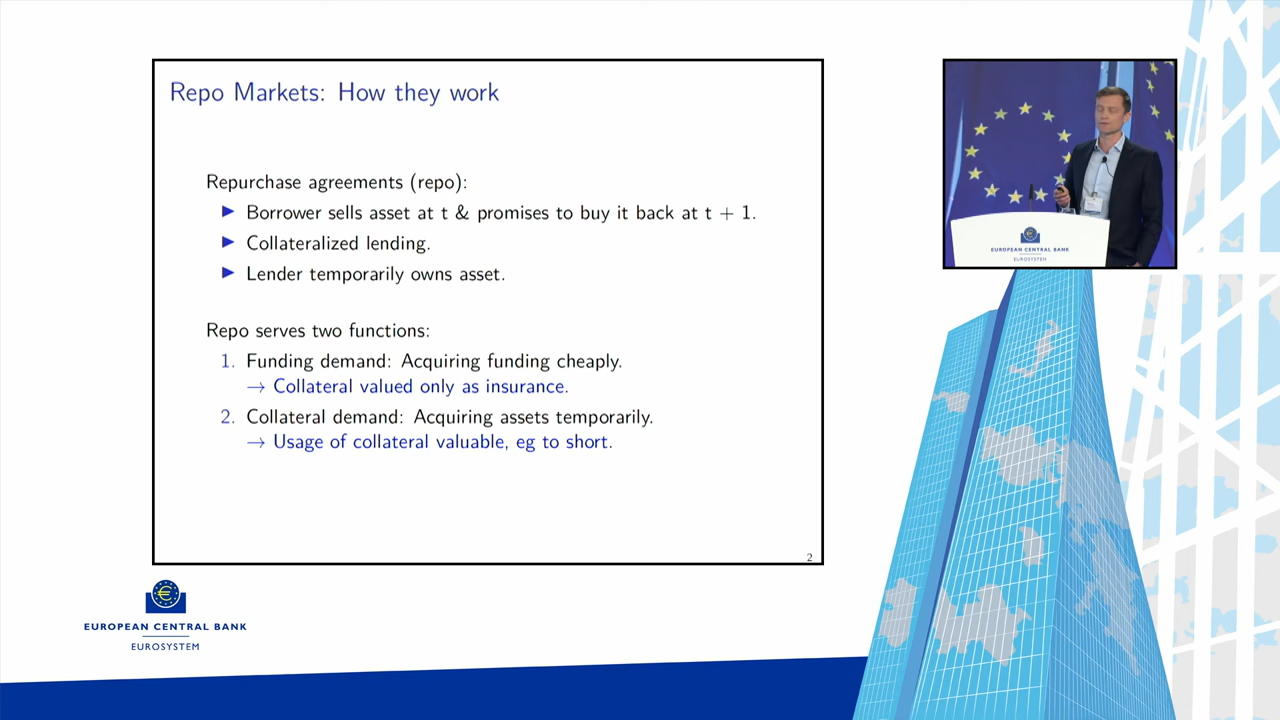 Repo Markets: How they work
Repurchase agreements (repo):
▶ Borrower sells asset at t & promises to buy it back at t + 1.
▶ Collateralized lending.
▶ Lender temporarily owns asset.
Repo serves two functions:
1. Funding demand: Acquiring funding cheaply.
→ Collateral valued only as insurance.
2. Collateral demand: Acquiring assets temporarily.
→ Usage of collateral valuable, eg to short.
2
EUROPEAN CENTRAL BANK
EUROSYSTEM
EUROPEAN CENTRAL BANK
EUROSYSTEM